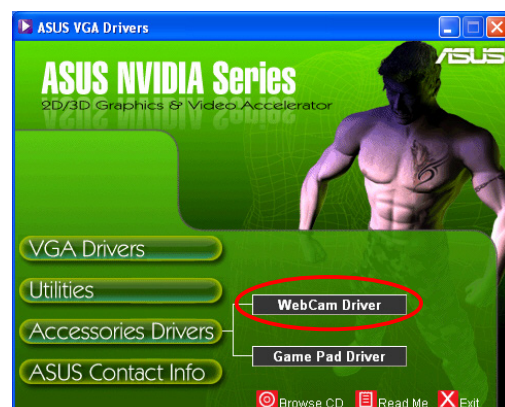 ASUS VGA Drivers
ASUS
ASUS NVIDIA Series
2D/3D Graphics & Video Accelerator
VGA Drivers
Utilities
WebCam Driver
Accessories Drivers
Game Pad Driver
ASUS Contact Info
Browse CD Read Me Exit